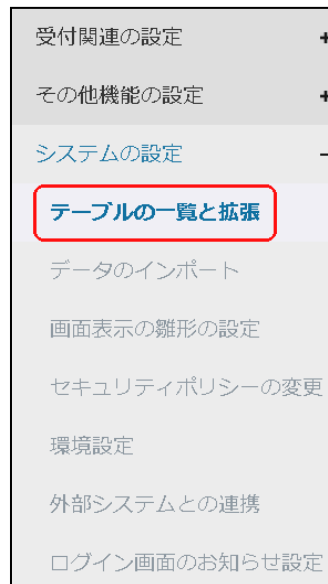 受付関連の設定 +
その他機能の設定 +
システムの設定 −
テーブルの一覧と拡張
データのインポート
画面表示の雛形の設定
セキュリティポリシーの変更
環境設定
外部システムとの連携
ログイン画面のお知らせ設定